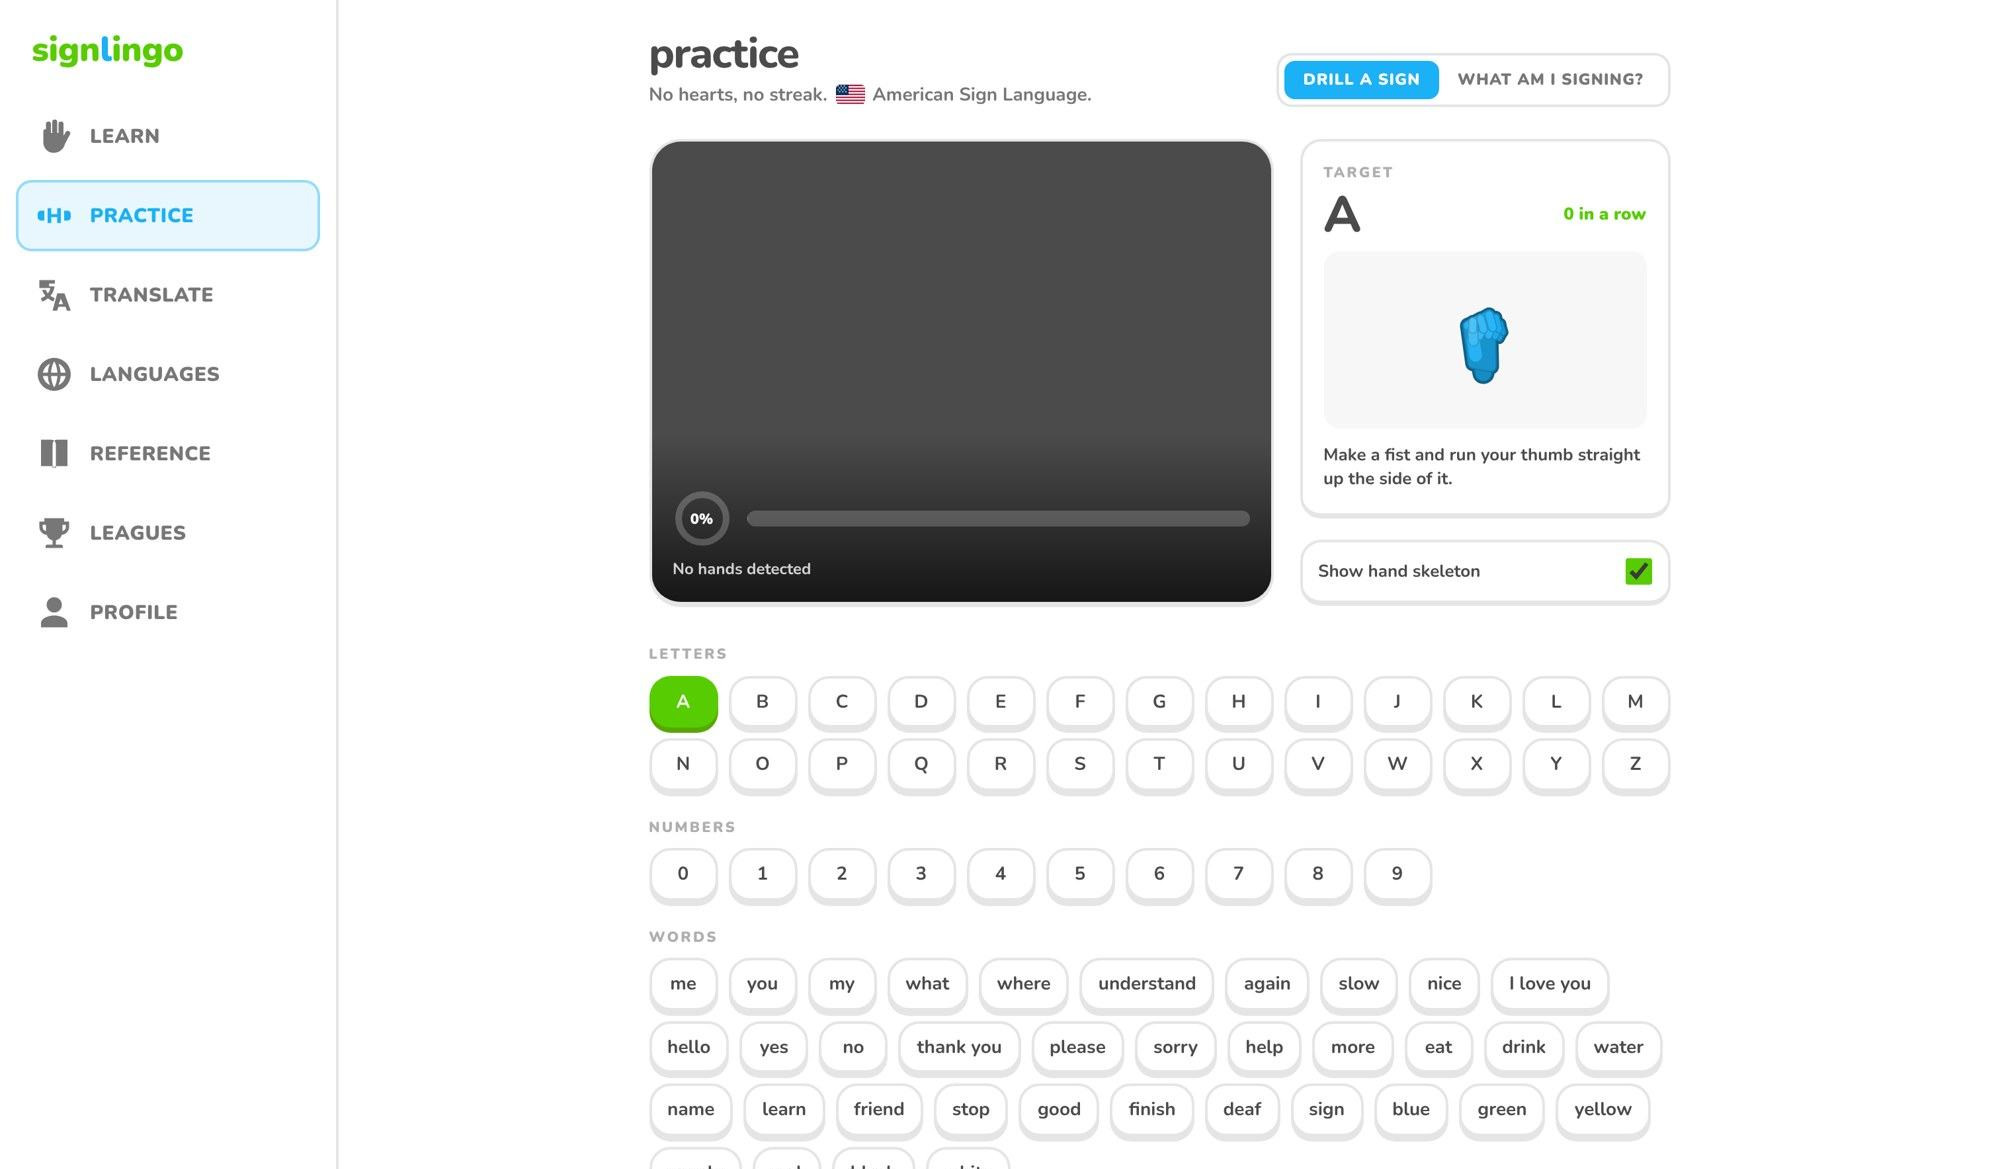 signlingo
LEARN
PRACTICE
TRANSLATE
LANGUAGES
REFERENCE
LEAGUES
PROFILE
practice
No hearts, no streak. American Sign Language.
DRILL A SIGN WHAT AM I SIGNING?
0%
No hands detected
TARGET
A 0 in a row
Make a fist and run your thumb straight
up the side of it.
Show hand skeleton
LETTERS
A B C D E F G H I J K L M
N O P Q R S T U V W X Y Z
NUMBERS
0 1 2 3 4 5 6 7 8 9
WORDS
me you my what where understand again slow nice I love you
hello yes no thank you please sorry help more eat drink water
name learn friend stop good finish deaf sign blue green yellow